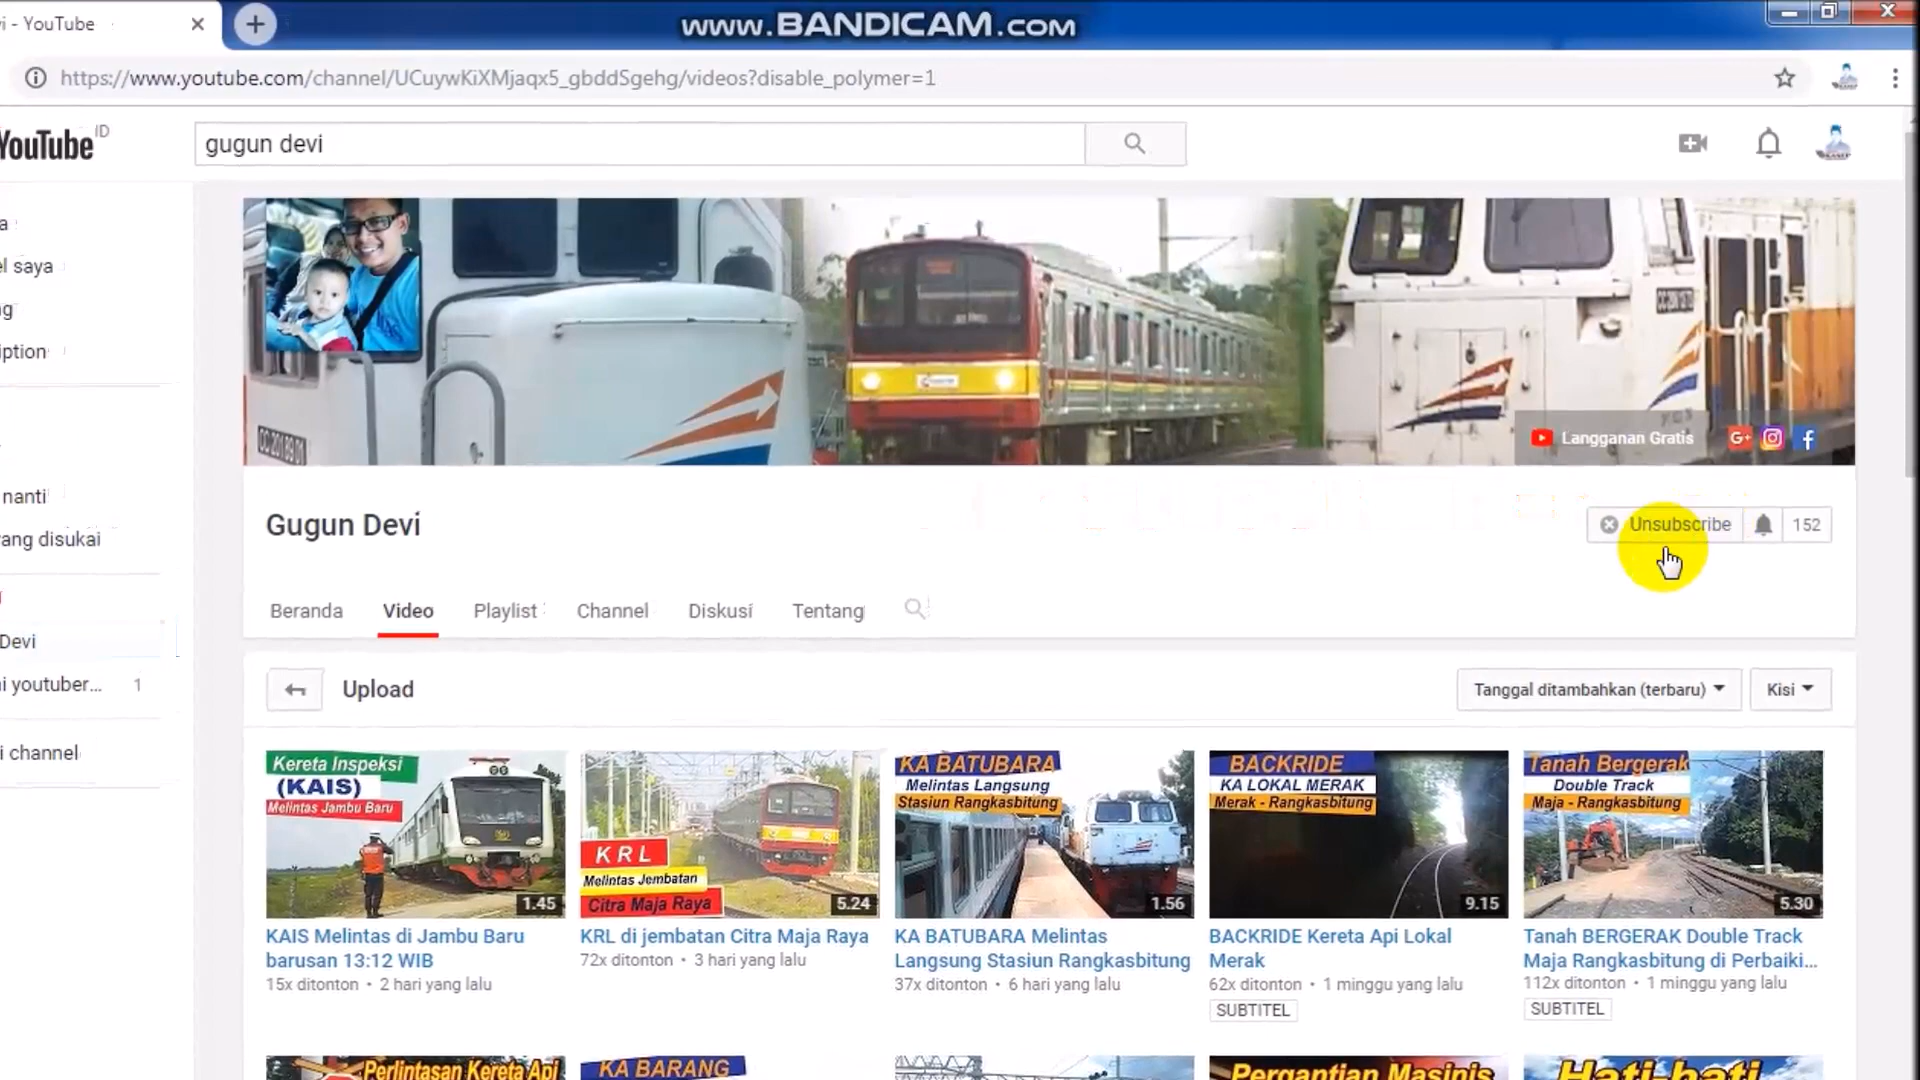 www.BANDICAM.com
vi - YouTube
https://www.youtube.com/channel/UCuywKiXMjaqx5_gbddSgehg/videos?disable_polymer=1
YouTube ID
gugun devi
a
el saya
ng
iption
nanti
ang disukai
Devi
i youtuber... 1
i channel
CC 201 89 01
Langganan Gratis
Gugun Devi
Unsubscribe 152
Beranda Video Playlist Channel Diskusi Tentang
Upload
Tanggal ditambahkan (terbaru) Kisi
Kereta Inspeksi
(KAIS)
Melintas Jambu Baru
1.45
KAIS Melintas di Jambu Baru
barusan 13:12 WIB
15x ditonton • 2 hari yang lalu
KRL
Melintas Jembatan
Citra Maja Raya
5.24
KRL di jembatan Citra Maja Raya
72x ditonton • 3 hari yang lalu
KA BATUBARA
Melintas Langsung
Stasiun Rangkasbitung
1.56
KA BATUBARA Melintas
Langsung Stasiun Rangkasbitung
37x ditonton • 6 hari yang lalu
BACKRIDE
KA LOKAL MERAK
Merak - Rangkasbitung
9.15
BACKRIDE Kereta Api Lokal
Merak
62x ditonton • 1 minggu yang lalu
SUBTITEL
Tanah Bergerak
Double Track
Maja - Rangkasbitung
5.30
Tanah BERGERAK Double Track
Maja Rangkasbitung di Perbaiki...
112x ditonton • 1 minggu yang lalu
SUBTITEL
Perlintasan Kereta Api
KA BARANG
Pergantian Masinis
Hati-hati